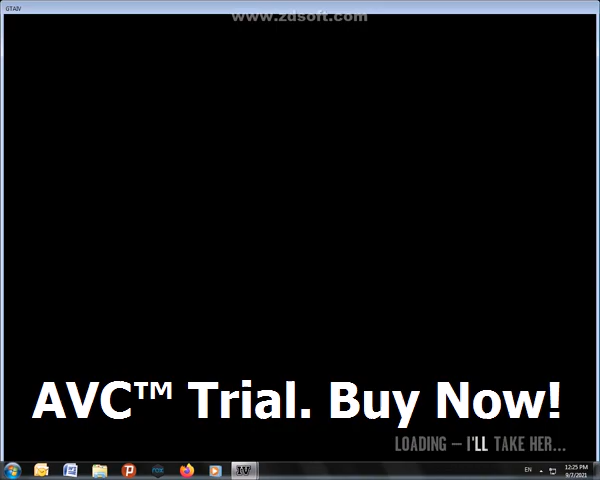 GTAIV
www.zdsoft.com
AVC™ Trial. Buy Now!
LOADING – I'LL TAKE HER...
IV
EN
12:25 PM
9/7/2021